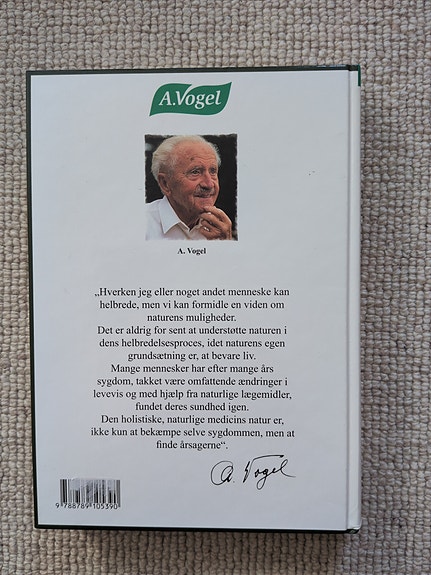 A.Vogel
A. Vogel
„Hverken jeg eller noget andet menneske kan
helbrede, men vi kan formidle en viden om
naturens muligheder.
Det er aldrig for sent at understøtte naturen i
dens helbredelsesproces, idet naturens egen
grundsætning er, at bevare liv.
Mange mennesker har efter mange års
sygdom, takket være omfattende ændringer i
levevis og med hjælp fra naturlige lægemidler,
fundet deres sundhed igen.
Den holistiske, naturlige medicins natur er,
ikke kun at bekæmpe selve sygdommen, men at
finde årsagerne“.
A. Vogel
9 788789 105390